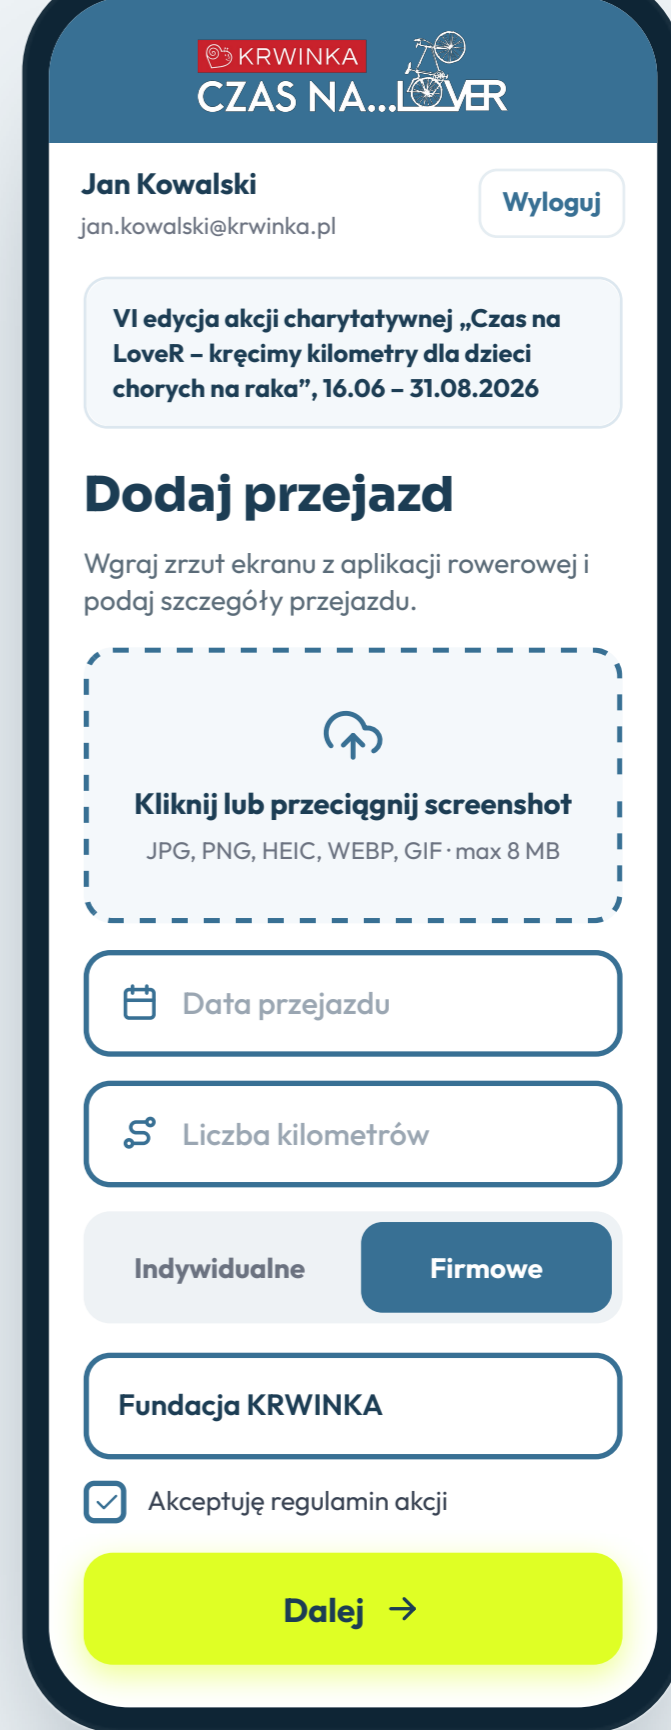 KRWINKA
CZAS NA...LOVER
Jan Kowalski
jan.kowalski@krwinka.pl
Wyloguj
VI edycja akcji charytatywnej „Czas na
LoveR – kręcimy kilometry dla dzieci
chorych na raka”, 16.06 – 31.08.2026
Dodaj przejazd
Wgraj zrzut ekranu z aplikacji rowerowej i
podaj szczegóły przejazdu.
Kliknij lub przeciągnij screenshot
JPG, PNG, HEIC, WEBP, GIF · max 8 MB
Data przejazdu
Liczba kilometrów
Indywidualne
Firmowe
Fundacja KRWINKA
Akceptuję regulamin akcji
Dalej →